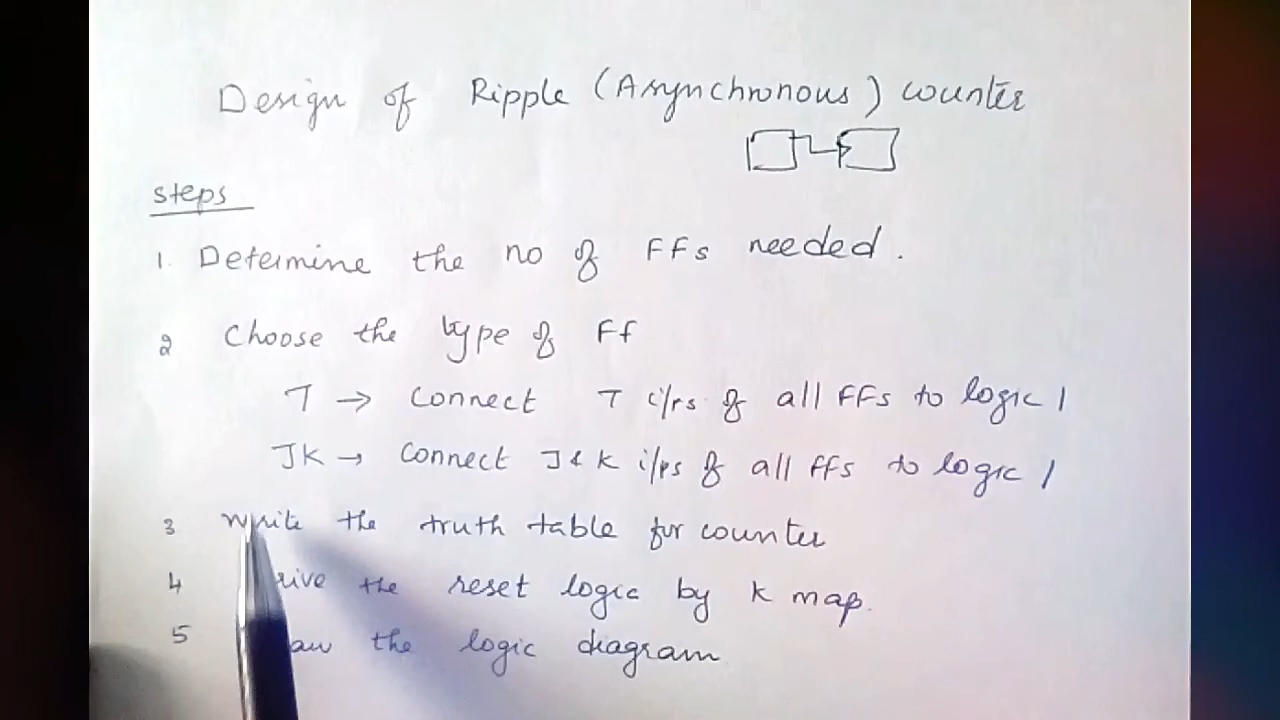 Design of Ripple (Asynchronous) counter
steps
1. Determine the no of FFs needed.
2 Choose the type of Ff
T → Connect T i/ps of all FFs to logic 1
JK → Connect J & K i/ps of all ffs to logic 1
3 Write the truth table for counter
4 the reset logic by K map.
5 the logic diagram